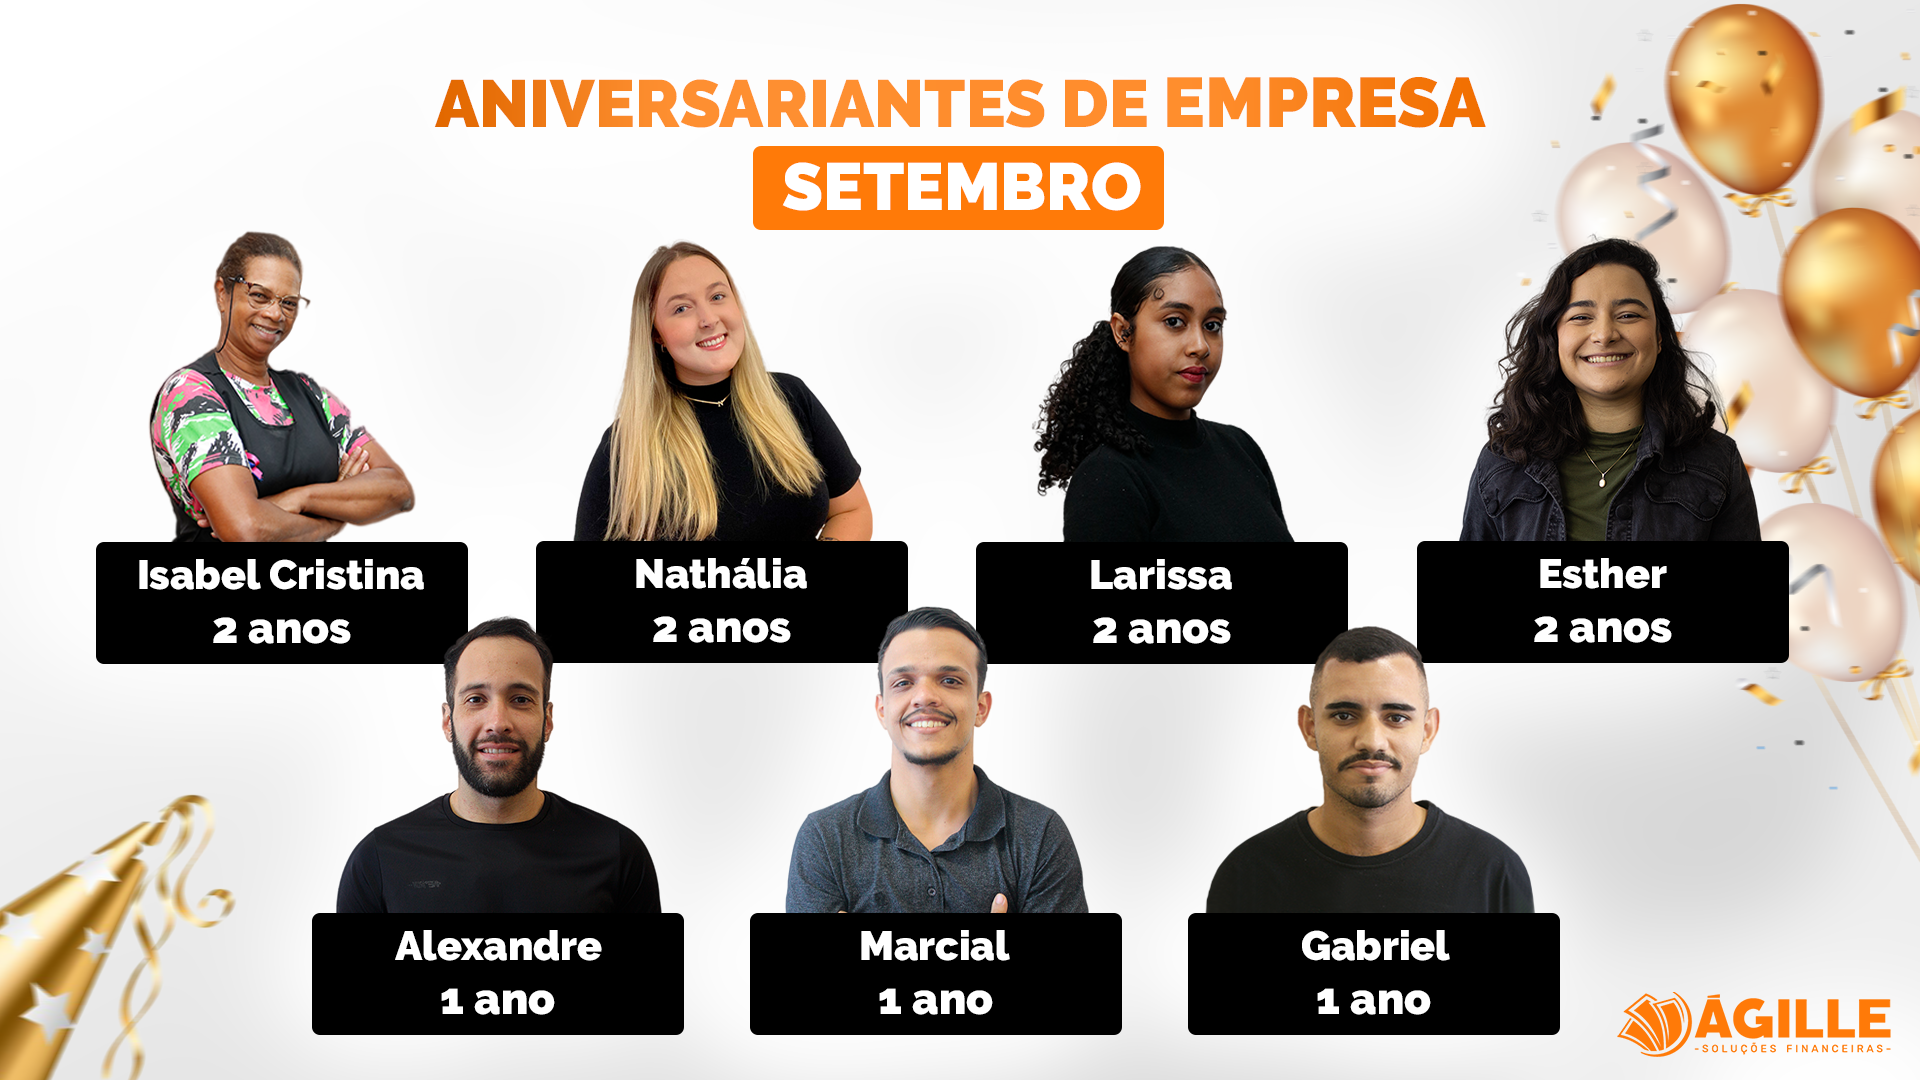 ANIVERSARIANTES DE EMPRESA
SETEMBRO
Isabel Cristina
2 anos
Nathália
2 anos
Larissa
2 anos
Esther
2 anos
Alexandre
1 ano
Marcial
1 ano
Gabriel
1 ano
ÁGILLE
-SOLUÇÕES FINANCEIRAS-